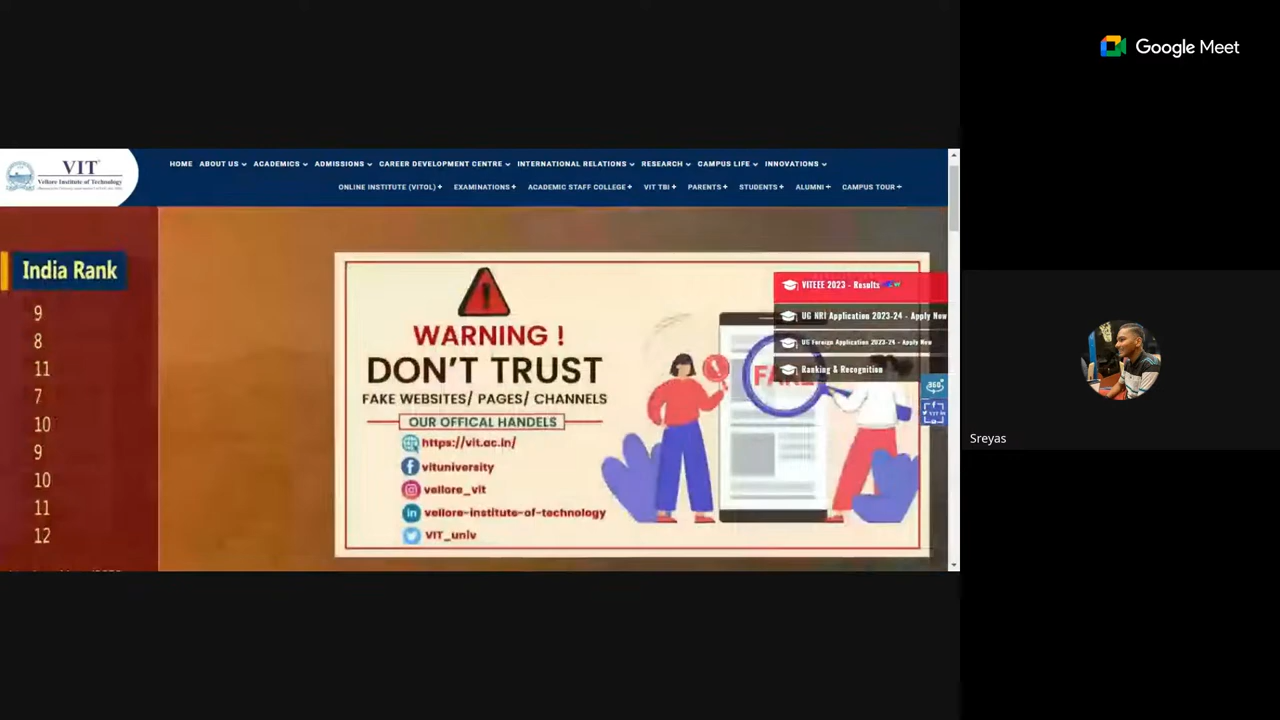 Google Meet
VIT
Vellore Institute of Technology
HOME ABOUT US ACADEMICS ADMISSIONS CAREER DEVELOPMENT CENTRE INTERNATIONAL RELATIONS RESEARCH CAMPUS LIFE INNOVATIONS
ONLINE INSTITUTE (VITOL)+ EXAMINATIONS+ ACADEMIC STAFF COLLEGE+ VIT TBI+ PARENTS+ STUDENTS+ ALUMNI+ CAMPUS TOUR+
India Rank
9
8
11
7
10
9
10
11
12
WARNING !
DON'T TRUST
FAKE WEBSITES/ PAGES/ CHANNELS
OUR OFFICAL HANDELS
https://vit.ac.in/
vituniversity
vellore_vit
vellore-institute-of-technology
VIT_univ
VITEEE 2023 - Results
UG NRI Application 2023-24 - Apply Now
UG Foreign Application 2023-24 - Apply Now
Ranking & Recognition
360°
Sreyas